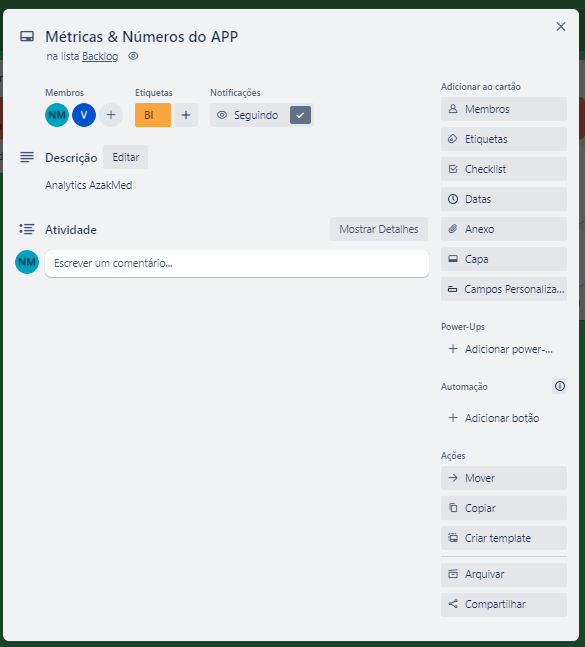 Métricas & Números do APP
na lista Backlog
Membros
NM
V
Etiquetas
BI
Notificações
Seguindo
Descrição
Editar
Analytics AzakMed
Atividade
Mostrar Detalhes
NM
Escrever um comentário...
Adicionar ao cartão
Membros
Etiquetas
Checklist
Datas
Anexo
Capa
Campos Personaliza...
Power-Ups
Adicionar power-...
Automação
Adicionar botão
Ações
Mover
Copiar
Criar template
Arquivar
Compartilhar